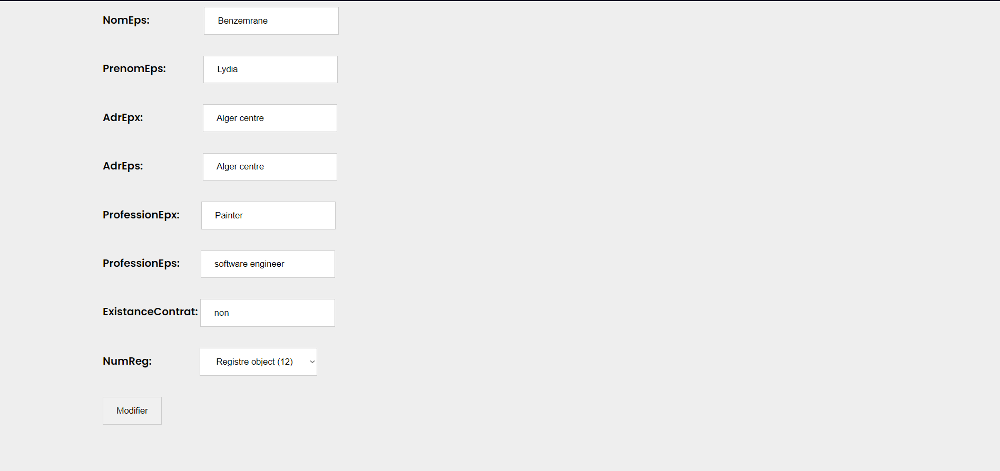 NomEps: Benzemrane
PrenomEps: Lydia
AdrEpx: Alger centre
AdrEps: Alger centre
ProfessionEpx: Painter
ProfessionEps: software engineer
ExistanceContrat: non
NumReg: Registre object (12)
Modifier